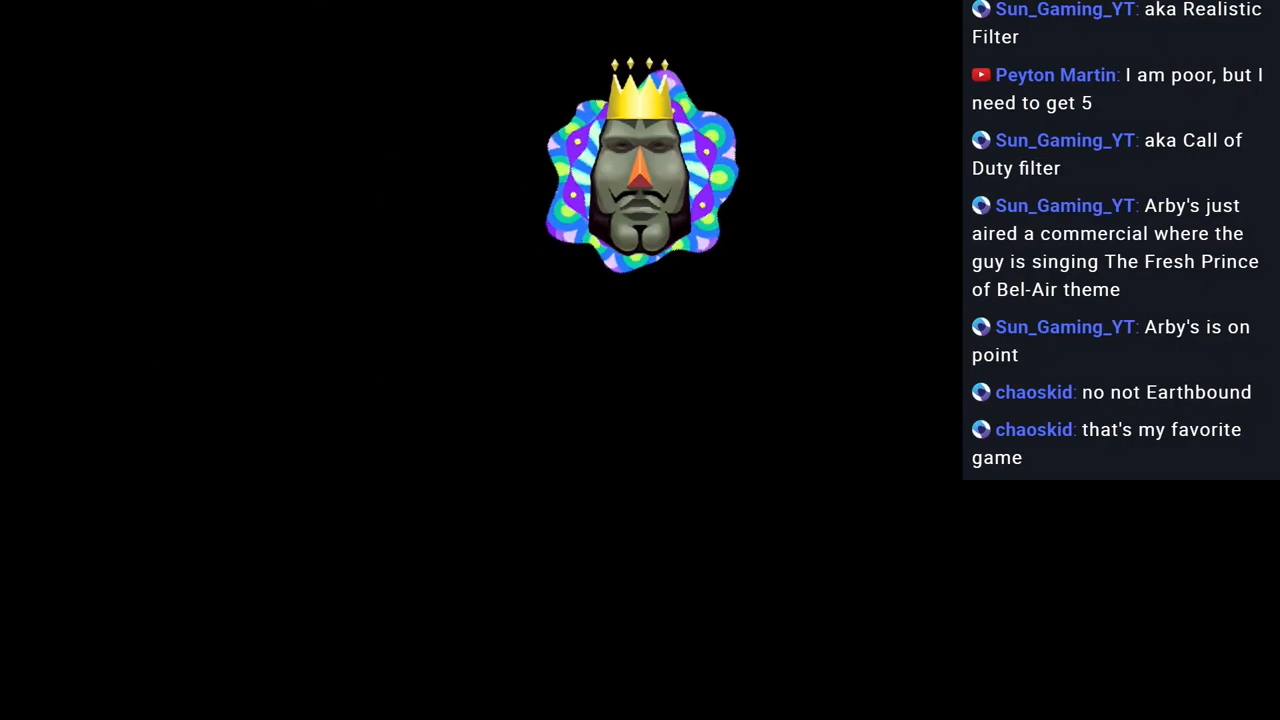 Sun_Gaming_YT: aka Realistic
Filter
Peyton Martin: I am poor, but I
need to get 5
Sun_Gaming_YT: aka Call of
Duty filter
Sun_Gaming_YT: Arby's just
aired a commercial where the
guy is singing The Fresh Prince
of Bel-Air theme
Sun_Gaming_YT: Arby's is on
point
chaoskid: no not Earthbound
chaoskid: that's my favorite
game